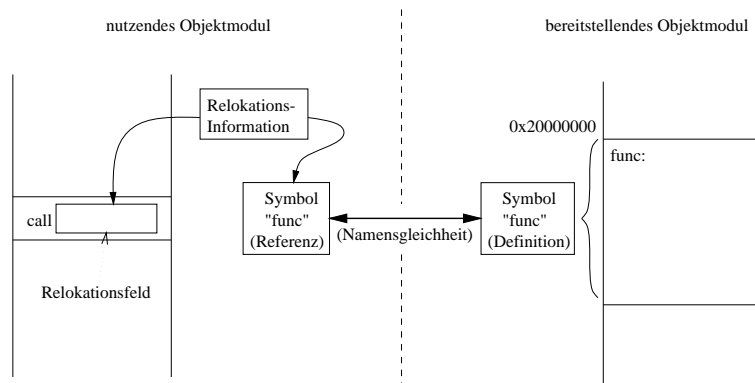 nutzendes Objektmodul
bereitstellendes Objektmodul
Relokations-
Information
0x20000000
func:
call
Symbol
"func"
(Referenz)
(Namensgleichheit)
Symbol
"func"
(Definition)
Relokationsfeld